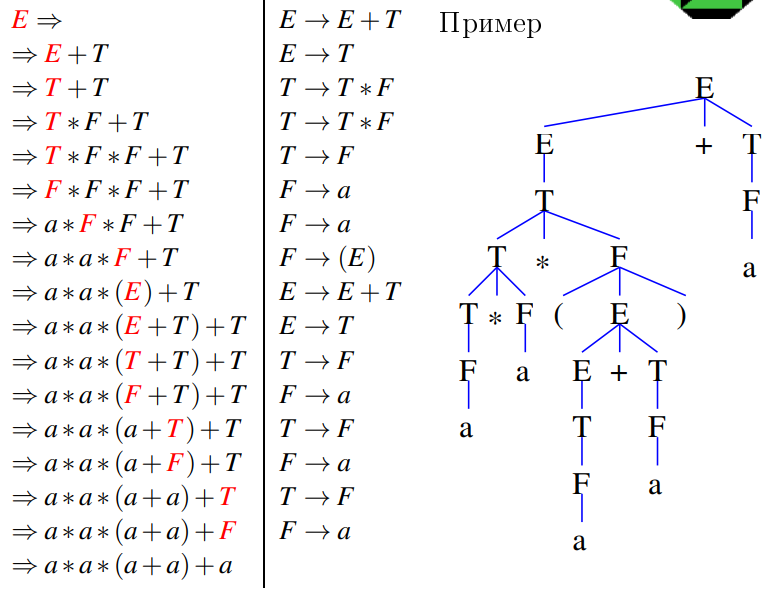 E ⇒ E → E + T Пример
⇒ E + T E → T
⇒ T + T T → T ∗ F
⇒ T ∗ F + T T → T ∗ F
⇒ T ∗ F ∗ F + T T → F
⇒ F ∗ F ∗ F + T F → a
⇒ a ∗ F ∗ F + T F → a
⇒ a ∗ a ∗ F + T F → (E)
⇒ a ∗ a ∗ (E) + T E → E + T
⇒ a ∗ a ∗ (E + T) + T E → T
⇒ a ∗ a ∗ (T + T) + T T → F
⇒ a ∗ a ∗ (F + T) + T F → a
⇒ a ∗ a ∗ (a + T) + T T → F
⇒ a ∗ a ∗ (a + F) + T F → a
⇒ a ∗ a ∗ (a + a) + T T → F
⇒ a ∗ a ∗ (a + a) + F F → a
⇒ a ∗ a ∗ (a + a) + a
E
E + T
T F
T * F a
T * F ( E )
F a E + T
a T F
F a
a